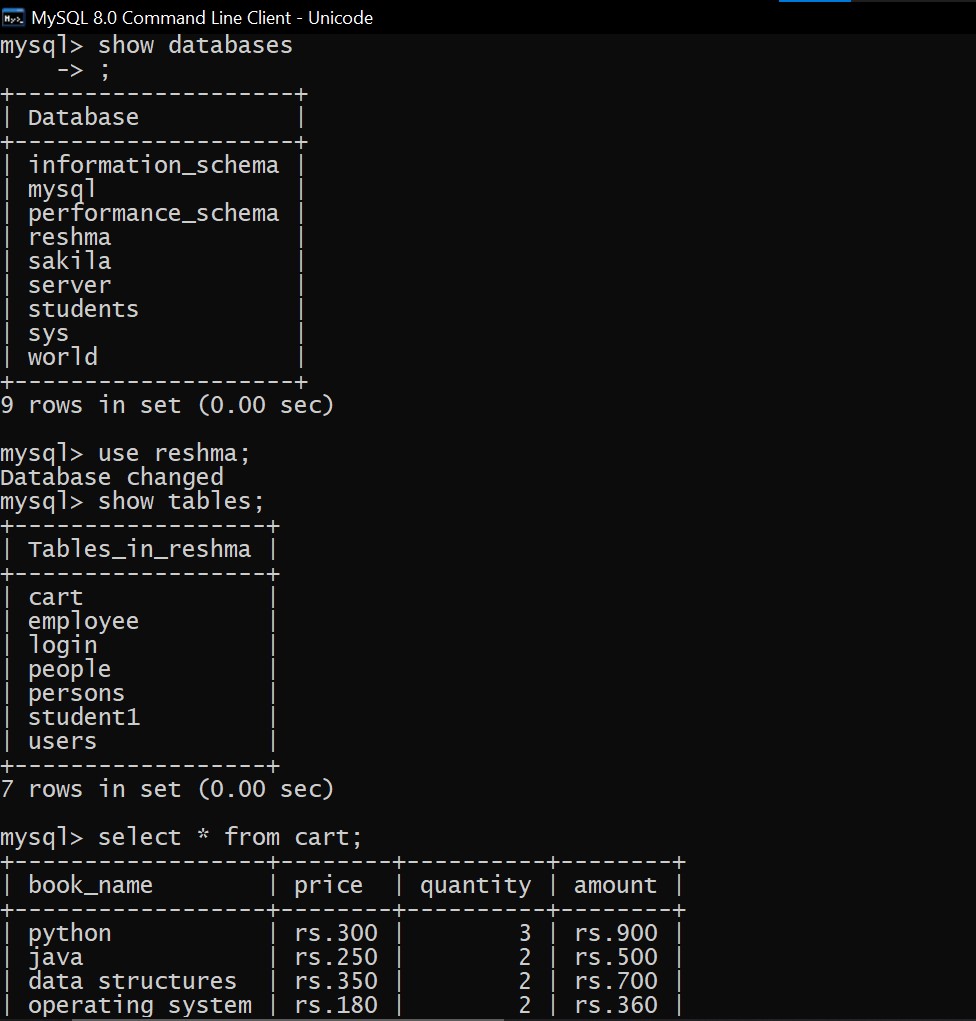 MySQL 8.0 Command Line Client - Unicode
mysql> show databases
    -> ;
+--------------------+
| Database           |
+--------------------+
| information_schema |
| mysql              |
| performance_schema |
| reshma             |
| sakila             |
| server             |
| students           |
| sys                |
| world              |
+--------------------+
9 rows in set (0.00 sec)

mysql> use reshma;
Database changed
mysql> show tables;
+------------------+
| Tables_in_reshma |
+------------------+
| cart             |
| employee         |
| login            |
| people           |
| persons          |
| student1         |
| users            |
+------------------+
7 rows in set (0.00 sec)

mysql> select * from cart;
+------------------+--------+----------+--------+
| book_name        | price  | quantity | amount |
+------------------+--------+----------+--------+
| python           | rs.300 |        3 | rs.900 |
| java             | rs.250 |        2 | rs.500 |
| data structures  | rs.350 |        2 | rs.700 |
| operating system | rs.180 |        2 | rs.360 |